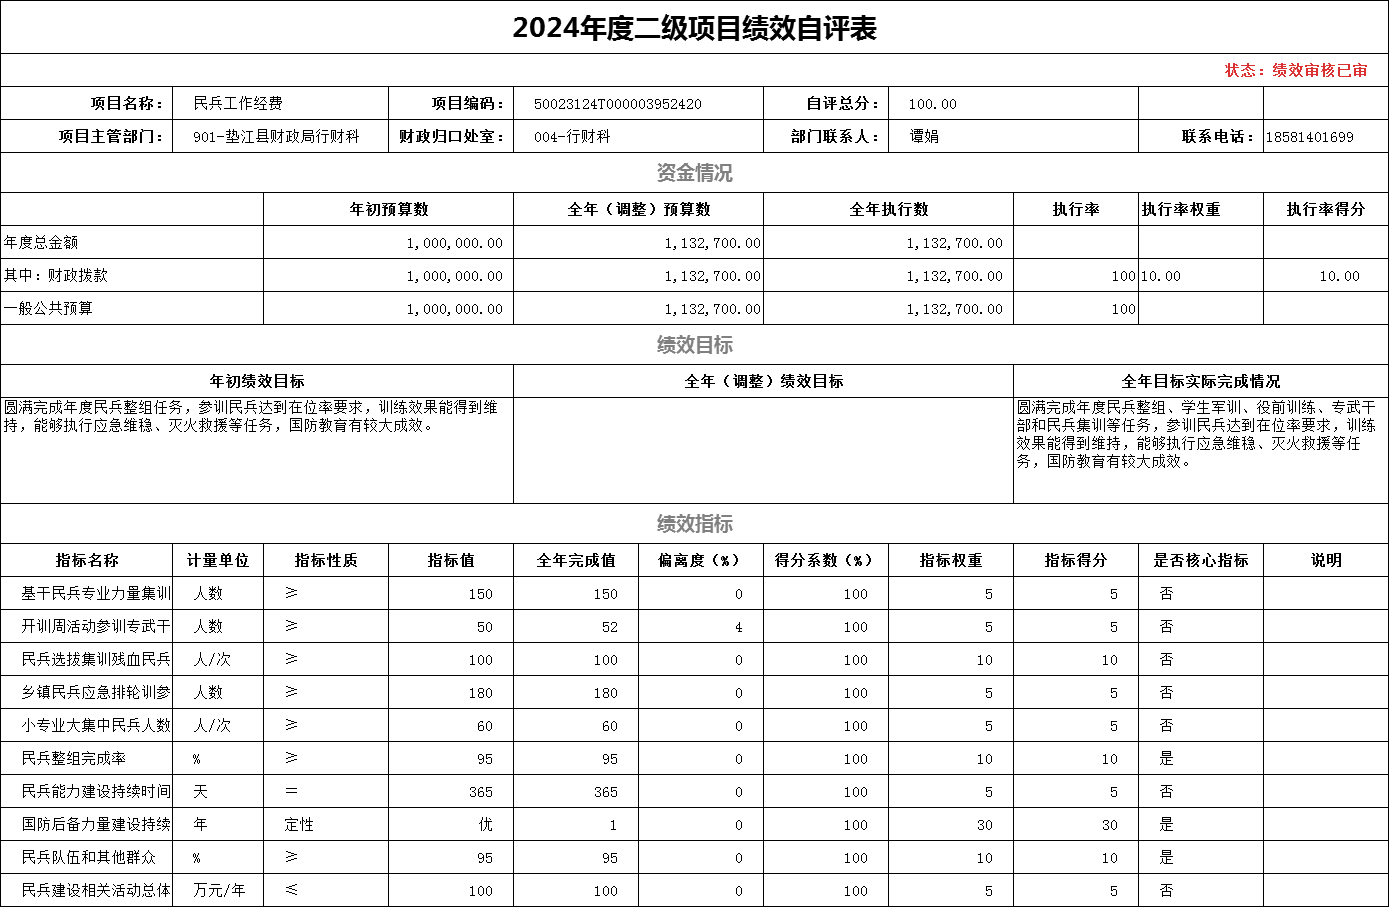 2024年度二级项目绩效自评表
状态：绩效审核已审
项目名称： 民兵工作经费 项目编码： 50023124T000003952420 自评总分： 100.00
项目主管部门： 901-垫江县财政局行财科 财政归口处室： 004-行财科 部门联系人： 谭娟 联系电话： 18581401699
资金情况
年初预算数 全年（调整）预算数 全年执行数 执行率 执行率权重 执行率得分
年度总金额 1,000,000.00 1,132,700.00 1,132,700.00
其中：财政拨款 1,000,000.00 1,132,700.00 1,132,700.00 100 10.00 10.00
一般公共预算 1,000,000.00 1,132,700.00 1,132,700.00 100
绩效目标
年初绩效目标 全年（调整）绩效目标 全年目标实际完成情况
圆满完成年度民兵整组任务，参训民兵达到在位率要求，训练效果能得到维
持，能够执行应急维稳、灭火救援等任务，国防教育有较大成效。
圆满完成年度民兵整组、学生军训、役前训练、专武干
部和民兵集训等任务，参训民兵达到在位率要求，训练
效果能得到维持，能够执行应急维稳、灭火救援等任
务，国防教育有较大成效。
绩效指标
指标名称 计量单位 指标性质 指标值 全年完成值 偏离度（%） 得分系数（%） 指标权重 指标得分 是否核心指标 说明
基干民兵专业力量集训 人数 ≥ 150 150 0 100 5 5 否
开训周活动参训专武干 人数 ≥ 50 52 4 100 5 5 否
民兵选拔集训残血民兵 人/次 ≥ 100 100 0 100 10 10 否
乡镇民兵应急排轮训参 人数 ≥ 180 180 0 100 5 5 否
小专业大集中民兵人数 人/次 ≥ 60 60 0 100 5 5 否
民兵整组完成率 % ≥ 95 95 0 100 10 10 是
民兵能力建设持续时间 天 ＝ 365 365 0 100 5 5 否
国防后备力量建设持续 年 定性 优 1 0 100 30 30 是
民兵队伍和其他群众 % ≥ 95 95 0 100 10 10 是
民兵建设相关活动总体 万元/年 ≤ 100 100 0 100 5 5 否